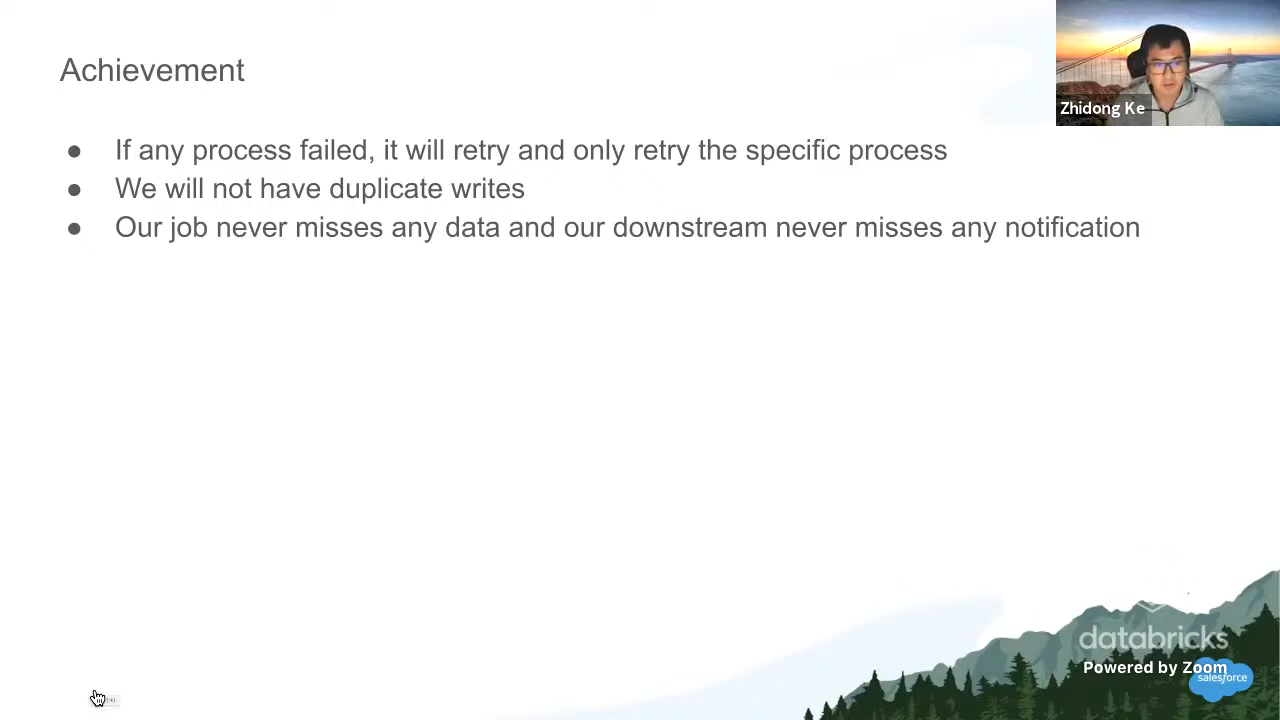 Achievement
Zhidong Ke
● If any process failed, it will retry and only retry the specific process
● We will not have duplicate writes
● Our job never misses any data and our downstream never misses any notification
databricks
Powered by Zoom
salesforce